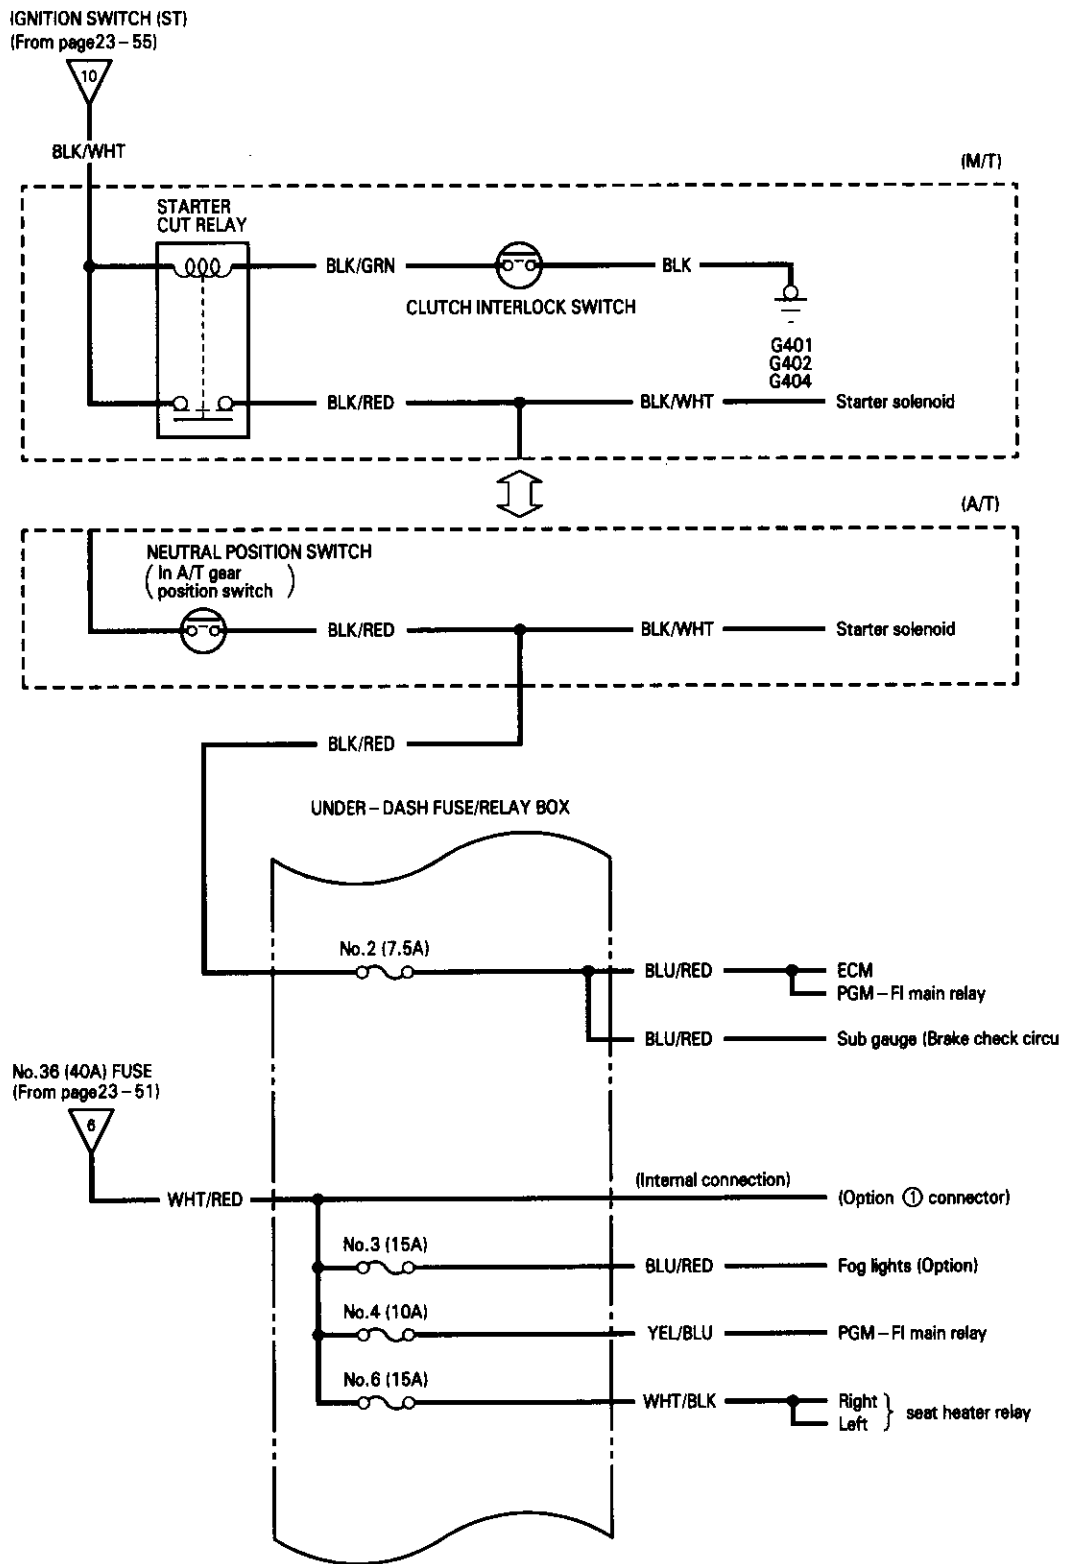 IGNITION SWITCH (ST)
(From page23–55)
10
BLK/WHT
(M/T)
STARTER
CUT RELAY
BLK/GRN
BLK
CLUTCH INTERLOCK SWITCH
G401
G402
G404
BLK/RED
BLK/WHT
Starter solenoid
(A/T)
NEUTRAL POSITION SWITCH
(In A/T gear
position switch)
BLK/RED
BLK/WHT
Starter solenoid
BLK/RED
UNDER–DASH FUSE/RELAY BOX
No.2 (7.5A)
BLU/RED
ECM
PGM–FI main relay
BLU/RED
Sub gauge (Brake check circu
No.36 (40A) FUSE
(From page23–51)
6
WHT/RED
(Internal connection)
(Option ① connector)
No.3 (15A)
BLU/RED
Fog lights (Option)
No.4 (10A)
YEL/BLU
PGM–FI main relay
No.6 (15A)
WHT/BLK
Right
Left
seat heater relay